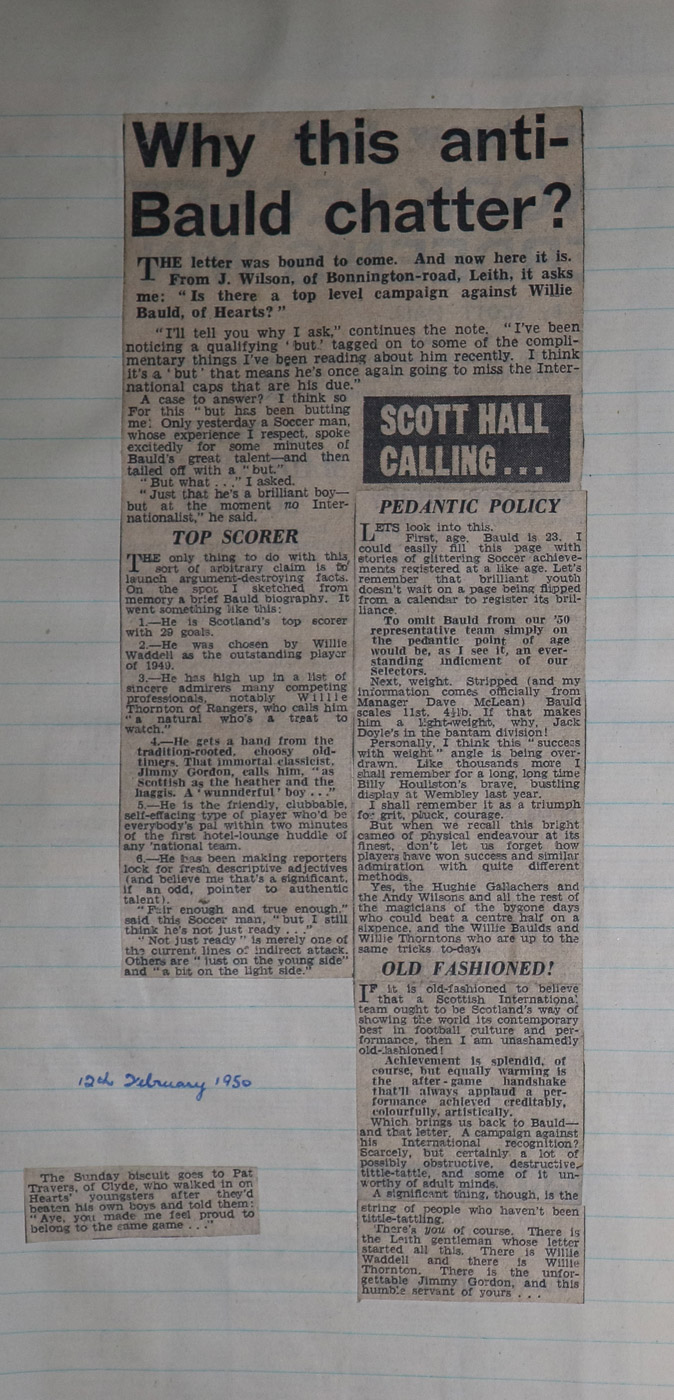 Why this anti-
Bauld chatter?
THE letter was bound to come. And now here it is.
From J. Wilson, of Bonnington-road, Leith, it asks
me: "Is there a top level campaign against Willie
Bauld, of Hearts?"
"I'll tell you why I ask," continues the note. "I've been
noticing a qualifying 'but' tagged on to some of the compli-
mentary things I've been reading about him recently. I think
it's a 'but' that means he's once again going to miss the Inter-
national caps that are his due."
A case to answer? I think so
For this "but has been butting
me! Only yesterday a Soccer man,
whose experience I respect, spoke
excitedly for some minutes of
Bauld's great talent—and then
tailed off with a "but."
"But what . . ." I asked.
"Just that he's a brilliant boy—
but at the moment no Inter-
nationalist," he said.
TOP SCORER
THE only thing to do with this
sort of arbitrary claim is to
launch argument-destroying facts.
On the spot I sketched from
memory a brief Bauld biography. It
went something like this:
1.—He is Scotland's top scorer
with 29 goals.
2.—He was chosen by Willie
Waddell as the outstanding player
of 1949.
3.—He has high up in a list of
sincere admirers many competing
professionals, notably Willie
Thornton of Rangers, who calls him
"a natural who's a treat to
watch."
4.—He gets a hand from the
tradition-rooted, choosy old-
timers. That immortal classicist,
Jimmy Gordon, calls him, "as
Scottish as the heather and the
haggis. A 'wunnderful' boy . . ."
5.—He is the friendly, clubbable,
self-effacing type of player who'd be
everybody's pal within two minutes
of the first hotel-lounge huddle of
any 'national team.
6.—He has been making reporters
look for fresh descriptive adjectives
(and believe me that's a significant,
if an odd, pointer to authentic
talent).
"Fair enough and true enough,"
said this Soccer man, "but I still
think he's not just ready . . ."
"Not just ready" is merely one of
the current lines of indirect attack.
Others are "just on the young side"
and "a bit on the light side."
SCOTT HALL
CALLING . . .
PEDANTIC POLICY
LETS look into this.
First, age. Bauld is 23. I
could easily fill this page with
stories of glittering Soccer achieve-
ments registered at a like age. Let's
remember that brilliant youth
doesn't wait on a page being flipped
from a calendar to register its bril-
liance.
To omit Bauld from our '50
representative team simply on
the pedantic point of age
would be, as I see it, an ever-
standing indicment of our
Selectors.
Next, weight. Stripped (and my
information comes officially from
Manager Dave McLean) Bauld
scales 11st. 4½lb. If that makes
him a light-weight, why, Jack
Doyle's in the bantam division!
Personally, I think this "success
with weight" angle is being over-
drawn. Like thousands more I
shall remember for a long, long time
Billy Houliston's brave, bustling
display at Wembley last year.
I shall remember it as a triumph
for grit, pluck, courage.
But when we recall this bright
cameo of physical endeavour at its
finest, don't let us forget how
players have won success and similar
admiration with quite different
methods.
Yes, the Hughie Gallachers and
the Andy Wilsons and all the rest of
the magicians of the bygone days
who could beat a centre half on a
sixpence, and the Willie Baulds and
Willie Thorntons who are up to the
same tricks to-day.
OLD FASHIONED!
IF it is old-fashioned to believe
that a Scottish International
team ought to be Scotland's way of
showing the world its contemporary
best in football culture and per-
formance, then I am unashamedly
old-fashioned!
Achievement is splendid, of
course, but equally warming is
the after-game handshake
that'll always applaud a per-
formance achieved creditably,
colourfully, artistically.
Which brings us back to Bauld—
and that letter. A campaign against
his International recognition?
Scarcely, but certainly a lot of
possibly obstructive, destructive,
tittle-tattle, and some of it un-
worthy of adult minds.
A significant thing, though, is the
string of people who haven't been
tittle-tattling.
There's you of course. There is
the Leith gentleman whose letter
started all this. There is Willie
Waddell and there is Willie
Thornton. There is the unfor-
gettable Jimmy Gordon, and this
humble servant of yours . . .
12th February 1950
The Sunday biscuit goes to Pat
Travers, of Clyde, who walked in on
Hearts' youngsters after they'd
beaten his own boys and told them:
"Aye, you made me feel proud to
belong to the same game . . ."